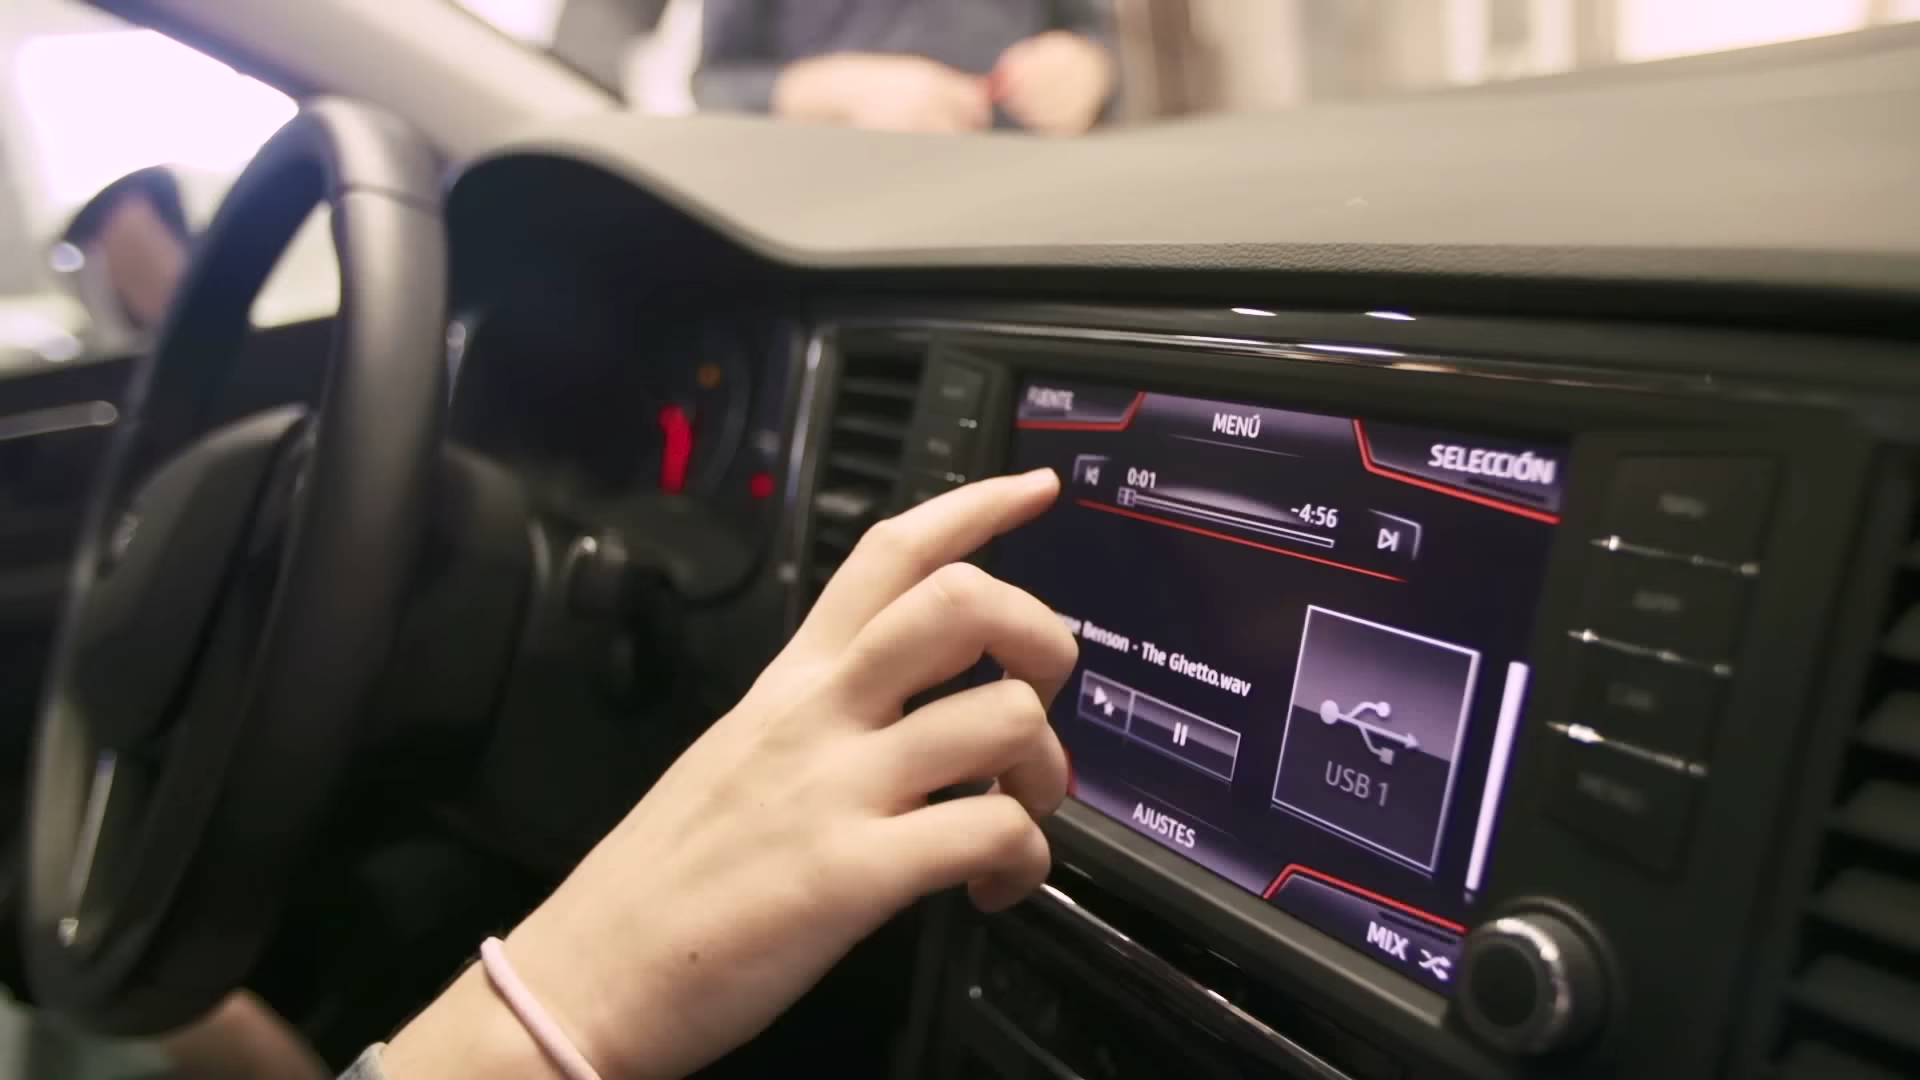 FUENTE
MENÚ
SELECCIÓN
0:01
-4:56
Benson - The Ghetto.wav
USB 1
AJUSTES
MIX